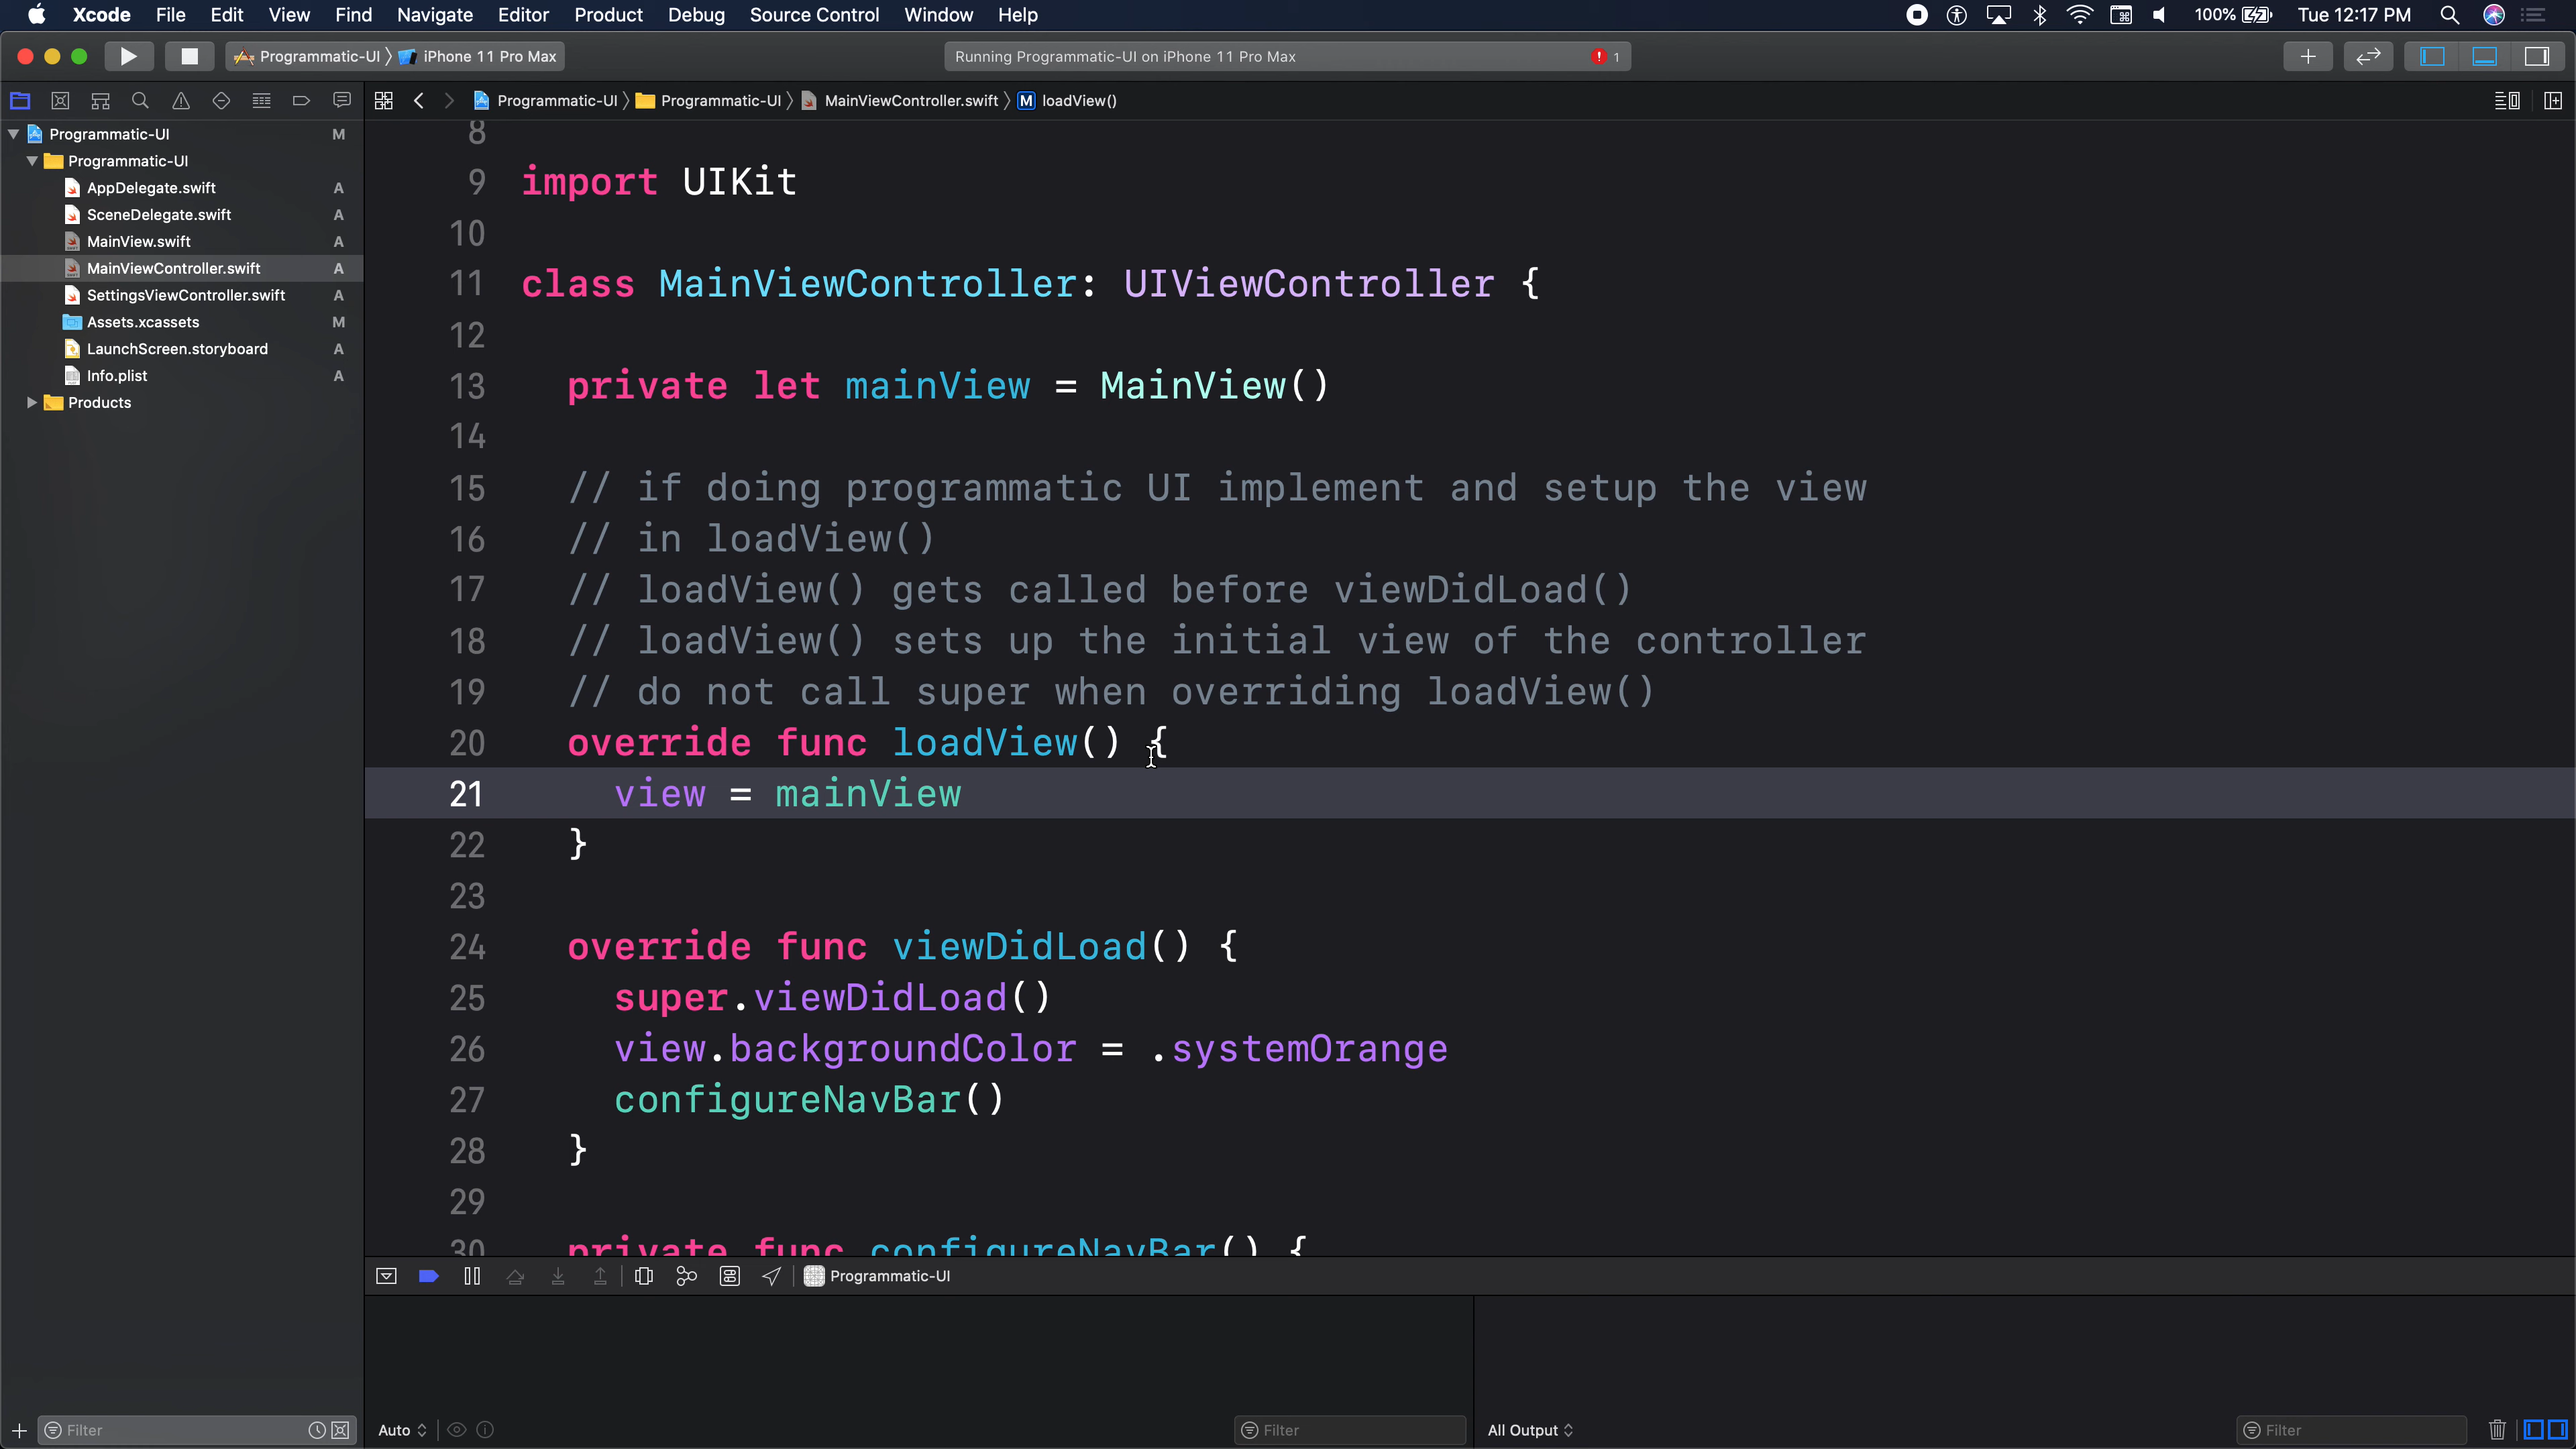 Xcode File Edit View Find Navigate Editor Product Debug Source Control Window Help 100% Tue 12:17 PM
Programmatic-UI 〉 iPhone 11 Pro Max Running Programmatic-UI on iPhone 11 Pro Max 1
Programmatic-UI 〉 Programmatic-UI 〉 MainViewController.swift 〉 M loadView()
Programmatic-UI M
Programmatic-UI
AppDelegate.swift A
SceneDelegate.swift A
MainView.swift A
MainViewController.swift A
SettingsViewController.swift A
Assets.xcassets M
LaunchScreen.storyboard A
Info.plist A
Products
8
9 import UIKit
10
11 class MainViewController: UIViewController {
12
13 private let mainView = MainView()
14
15 // if doing programmatic UI implement and setup the view
16 // in loadView()
17 // loadView() gets called before viewDidLoad()
18 // loadView() sets up the initial view of the controller
19 // do not call super when overriding loadView()
20 override func loadView() {
21 view = mainView
22 }
23
24 override func viewDidLoad() {
25 super.viewDidLoad()
26 view.backgroundColor = .systemOrange
27 configureNavBar()
28 }
29
30 private func configureNavBar() {
Programmatic-UI
Filter Auto Filter All Output Filter